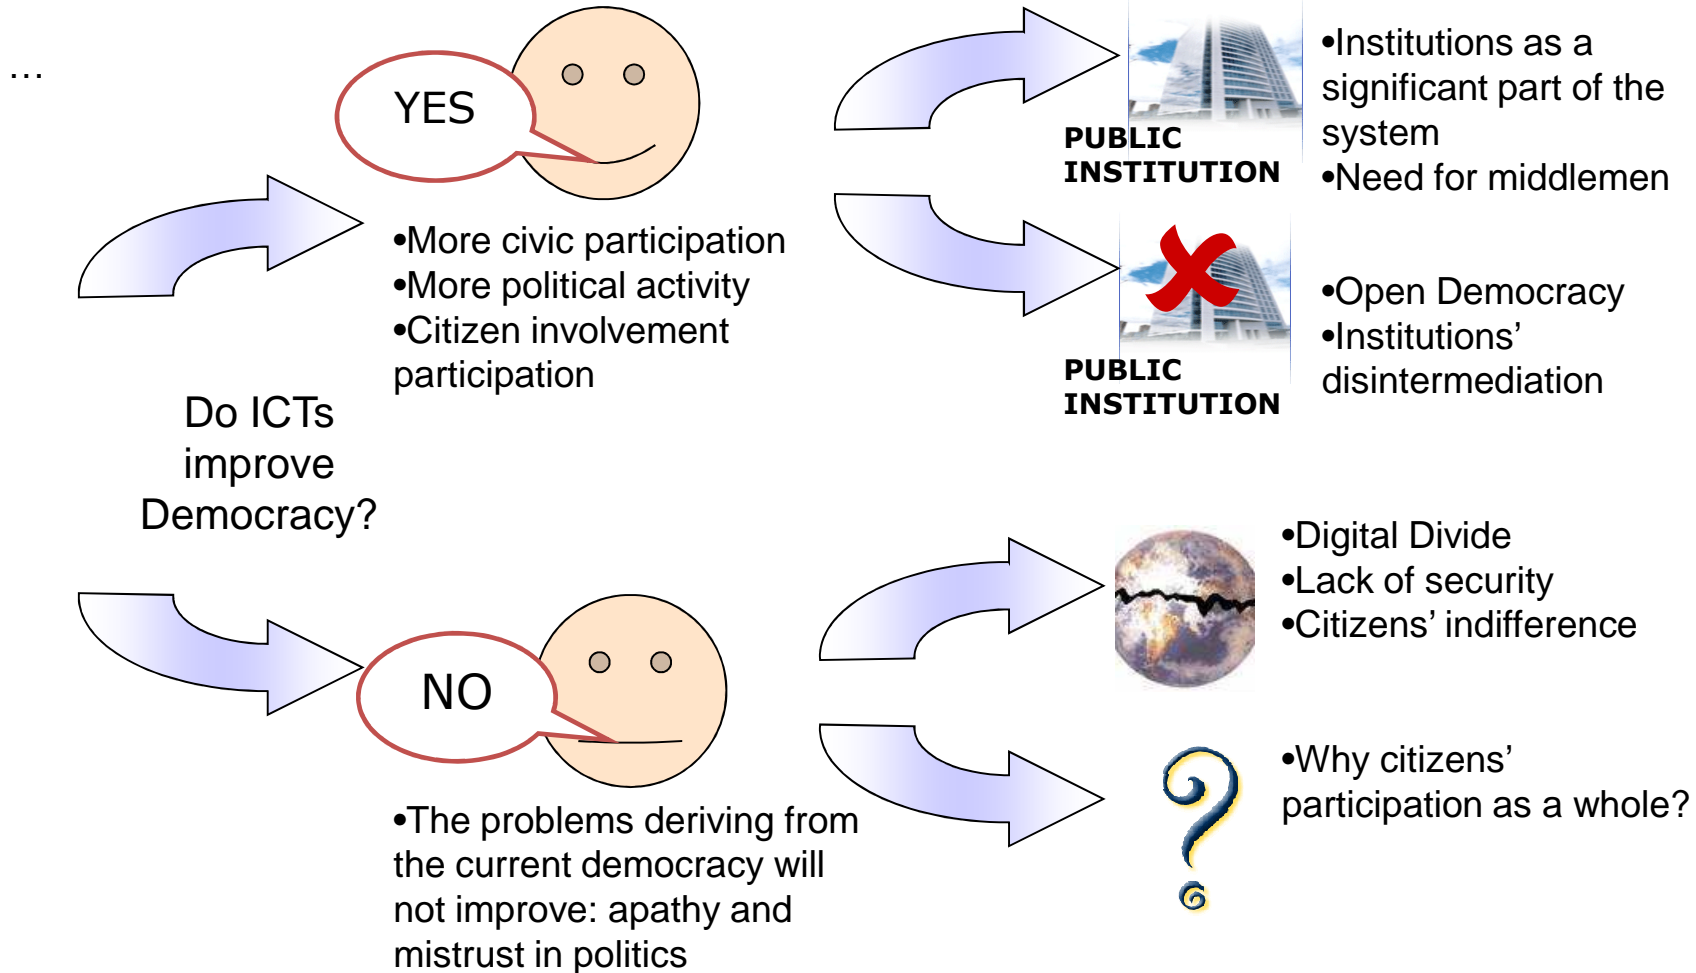 …
Do ICTs
improve
Democracy?
YES
•More civic participation
•More political activity
•Citizen involvement
participation
PUBLIC
INSTITUTION
•Institutions as a
significant part of the
system
•Need for middlemen
PUBLIC
INSTITUTION
•Open Democracy
•Institutions’
disintermediation
NO
•The problems deriving from
the current democracy will
not improve: apathy and
mistrust in politics
•Digital Divide
•Lack of security
•Citizens’ indifference
?
•Why citizens’
participation as a whole?